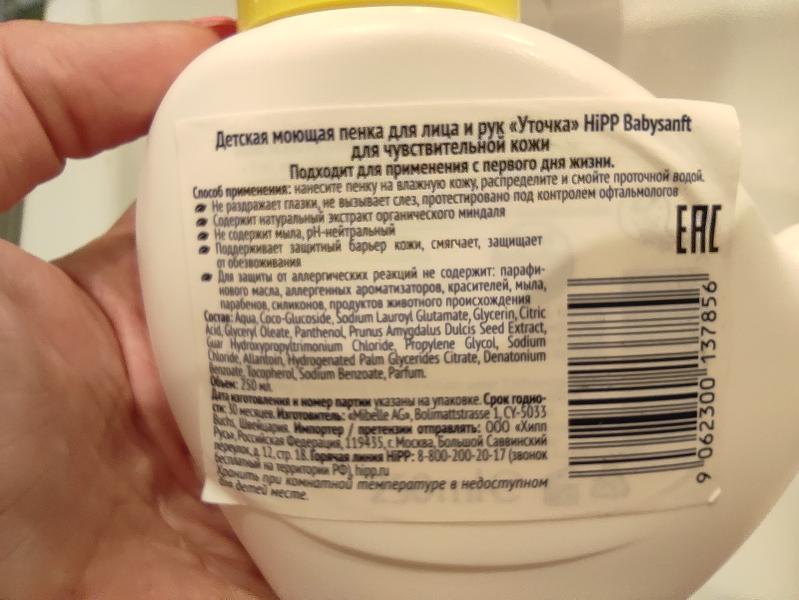 Детская моющая пенка для лица и рук «Уточка» HiPP Babysanft
для чувствительной кожи
Подходит для применения с первого дня жизни.
Способ применения: нанесите пенку на влажную кожу, распределите и смойте проточной водой.
Не раздражает глазки, не вызывает слез, протестировано под контролем офтальмологов
Содержит натуральный экстракт органического миндаля
Не содержит мыла, pH-нейтральный
Поддерживает защитный барьер кожи, смягчает, защищает
от обезвоживания
Для защиты от аллергических реакций не содержит: парафи-
нового масла, аллергенных ароматизаторов, красителей, мыла,
парабенов, силиконов, продуктов животного происхождения
Состав: Aqua, Coco-Glucoside, Sodium Lauroyl Glutamate, Glycerin, Citric
Acid, Glyceryl Oleate, Panthenol, Prunus Amygdalus Dulcis Seed Extract,
Guar Hydroxypropyltrimonium Chloride, Propylene Glycol, Sodium
Chloride, Allantoin, Hydrogenated Palm Glycerides Citrate, Denatonium
Benzoate, Tocopherol, Sodium Benzoate, Parfum.
Объем: 250 мл.
Дата изготовления и номер партии указаны на упаковке. Срок годно-
сти: 30 месяцев. Изготовитель: «Mibelle AG», Bolimattstrasse 1, CY-5033
Buchs, Швейцария. Импортер / претензии отправлять: ООО «Хипп
Русь», Российская Федерация, 119435, г. Москва, Большой Саввинский
переулок, д. 12, стр. 18. Горячая линия HiPP: 8-800-200-20-17 (звонок
бесплатный на территории РФ), hipp.ru
Хранить при комнатной температуре в недоступном
для детей месте.
EAC
9 062300 137856